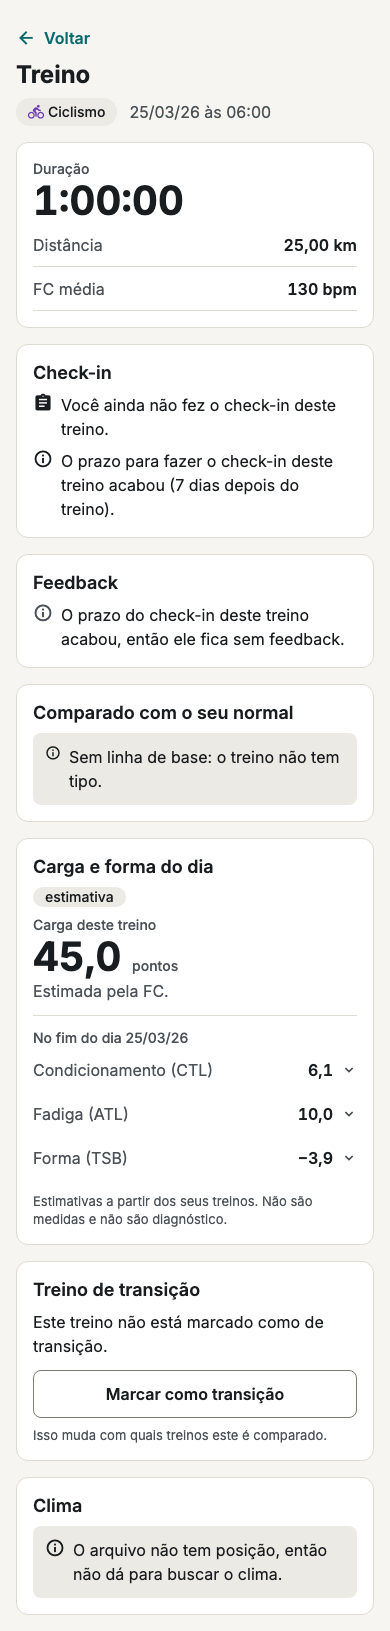 Voltar
Treino
Ciclismo 25/03/26 às 06:00
Duração
1:00:00
Distância 25,00 km
FC média 130 bpm
Check-in
Você ainda não fez o check-in deste
treino.
O prazo para fazer o check-in deste
treino acabou (7 dias depois do
treino).
Feedback
O prazo do check-in deste treino
acabou, então ele fica sem feedback.
Comparado com o seu normal
Sem linha de base: o treino não tem
tipo.
Carga e forma do dia
estimativa
Carga deste treino
45,0 pontos
Estimada pela FC.
No fim do dia 25/03/26
Condicionamento (CTL) 6,1
Fadiga (ATL) 10,0
Forma (TSB) −3,9
Estimativas a partir dos seus treinos. Não são
medidas e não são diagnóstico.
Treino de transição
Este treino não está marcado como de
transição.
Marcar como transição
Isso muda com quais treinos este é comparado.
Clima
O arquivo não tem posição, então
não dá para buscar o clima.